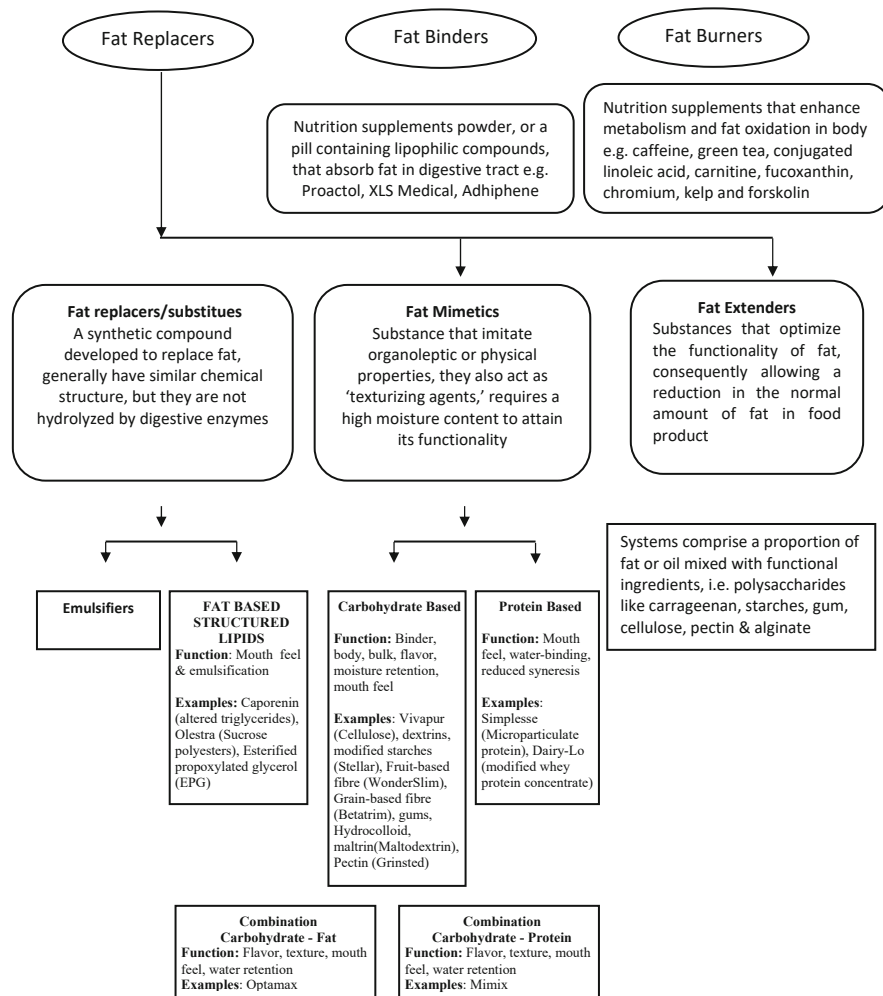 Fat Replacers
Fat Binders
Fat Burners
Nutrition supplements powder, or a
pill containing lipophilic compounds,
that absorb fat in digestive tract e.g.
Proactol, XLS Medical, Adhiphene
Nutrition supplements that enhance
metabolism and fat oxidation in body
e.g. caffeine, green tea, conjugated
linoleic acid, carnitine, fucoxanthin,
chromium, kelp and forskolin
Fat replacers/substitues
A synthetic compound
developed to replace fat,
generally have similar chemical
structure, but they are not
hydrolyzed by digestive enzymes
Fat Mimetics
Substance that imitate
organoleptic or physical
properties, they also act as
‘texturizing agents,’ requires a
high moisture content to attain
its functionality
Fat Extenders
Substances that optimize
the functionality of fat,
consequently allowing a
reduction in the normal
amount of fat in food
product
Emulsifiers
FAT BASED
STRUCTURED
LIPIDS
Function: Mouth feel
& emulsification
Examples: Caporenin
(altered triglycerides),
Olestra (Sucrose
polyesters), Esterified
propoxylated glycerol
(EPG)
Carbohydrate Based
Function: Binder,
body, bulk, flavor,
moisture retention,
mouth feel
Examples: Vivapur
(Cellulose), dextrins,
modified starches
(Stellar), Fruit-based
fibre (WonderSlim),
Grain-based fibre
(Betatrim), gums,
Hydrocolloid,
maltrin(Maltodextrin),
Pectin (Grinsted)
Protein Based
Function: Mouth
feel, water-binding,
reduced syneresis
Examples:
Simplesse
(Microparticulate
protein), Dairy-Lo
(modified whey
protein concentrate)
Systems comprise a proportion of
fat or oil mixed with functional
ingredients, i.e. polysaccharides
like carrageenan, starches, gum,
cellulose, pectin & alginate
Combination
Carbohydrate - Fat
Function: Flavor, texture, mouth
feel, water retention
Examples: Optamax
Combination
Carbohydrate - Protein
Function: Flavor, texture, mouth
feel, water retention
Examples: Mimix